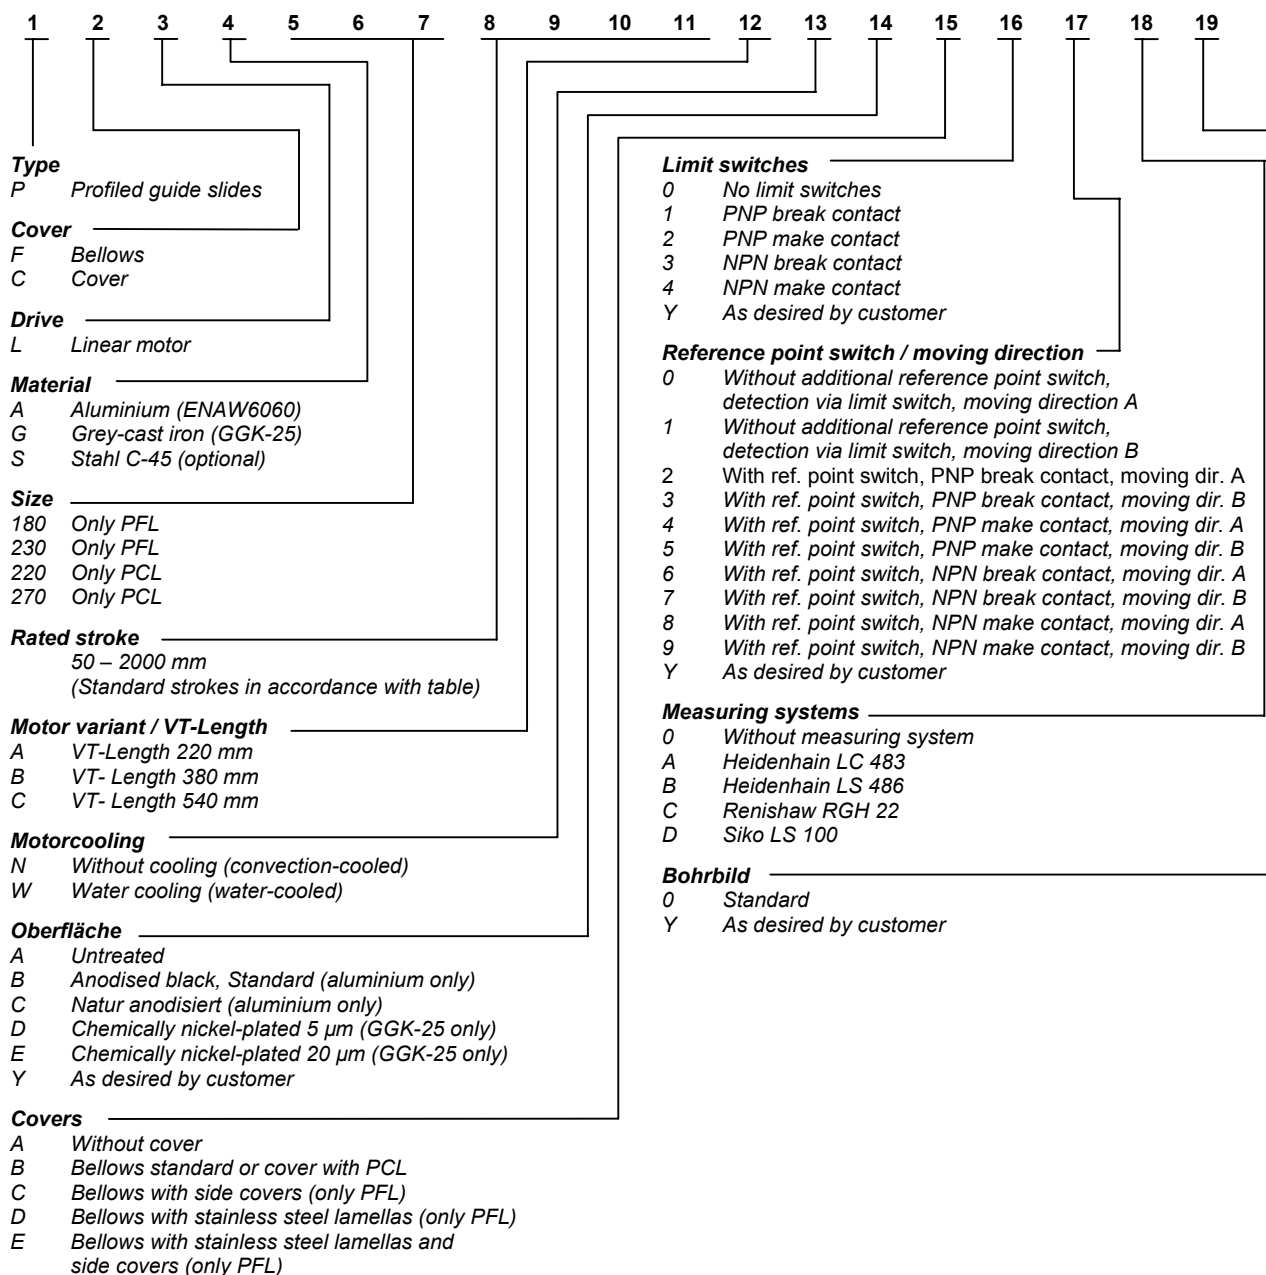 1 2 3 4 5 6 7 8 9 10 11 12 13 14 15 16 17 18 19
Type
P Profiled guide slides
Cover
F Bellows
C Cover
Drive
L Linear motor
Material
A Aluminium (ENAW6060)
G Grey-cast iron (GGK-25)
S Stahl C-45 (optional)
Size
180 Only PFL
230 Only PFL
220 Only PCL
270 Only PCL
Rated stroke
50 – 2000 mm
(Standard strokes in accordance with table)
Motor variant / VT-Length
A VT-Length 220 mm
B VT- Length 380 mm
C VT- Length 540 mm
Motorcooling
N Without cooling (convection-cooled)
W Water cooling (water-cooled)
Oberfläche
A Untreated
B Anodised black, Standard (aluminium only)
C Natur anodisiert (aluminium only)
D Chemically nickel-plated 5 µm (GGK-25 only)
E Chemically nickel-plated 20 µm (GGK-25 only)
Y As desired by customer
Covers
A Without cover
B Bellows standard or cover with PCL
C Bellows with side covers (only PFL)
D Bellows with stainless steel lamellas (only PFL)
E Bellows with stainless steel lamellas and
side covers (only PFL)
Limit switches
0 No limit switches
1 PNP break contact
2 PNP make contact
3 NPN break contact
4 NPN make contact
Y As desired by customer
Reference point switch / moving direction
0 Without additional reference point switch,
detection via limit switch, moving direction A
1 Without additional reference point switch,
detection via limit switch, moving direction B
2 With ref. point switch, PNP break contact, moving dir. A
3 With ref. point switch, PNP break contact, moving dir. B
4 With ref. point switch, PNP make contact, moving dir. A
5 With ref. point switch, PNP make contact, moving dir. B
6 With ref. point switch, NPN break contact, moving dir. A
7 With ref. point switch, NPN break contact, moving dir. B
8 With ref. point switch, NPN make contact, moving dir. A
9 With ref. point switch, NPN make contact, moving dir. B
Y As desired by customer
Measuring systems
0 Without measuring system
A Heidenhain LC 483
B Heidenhain LS 486
C Renishaw RGH 22
D Siko LS 100
Bohrbild
0 Standard
Y As desired by customer